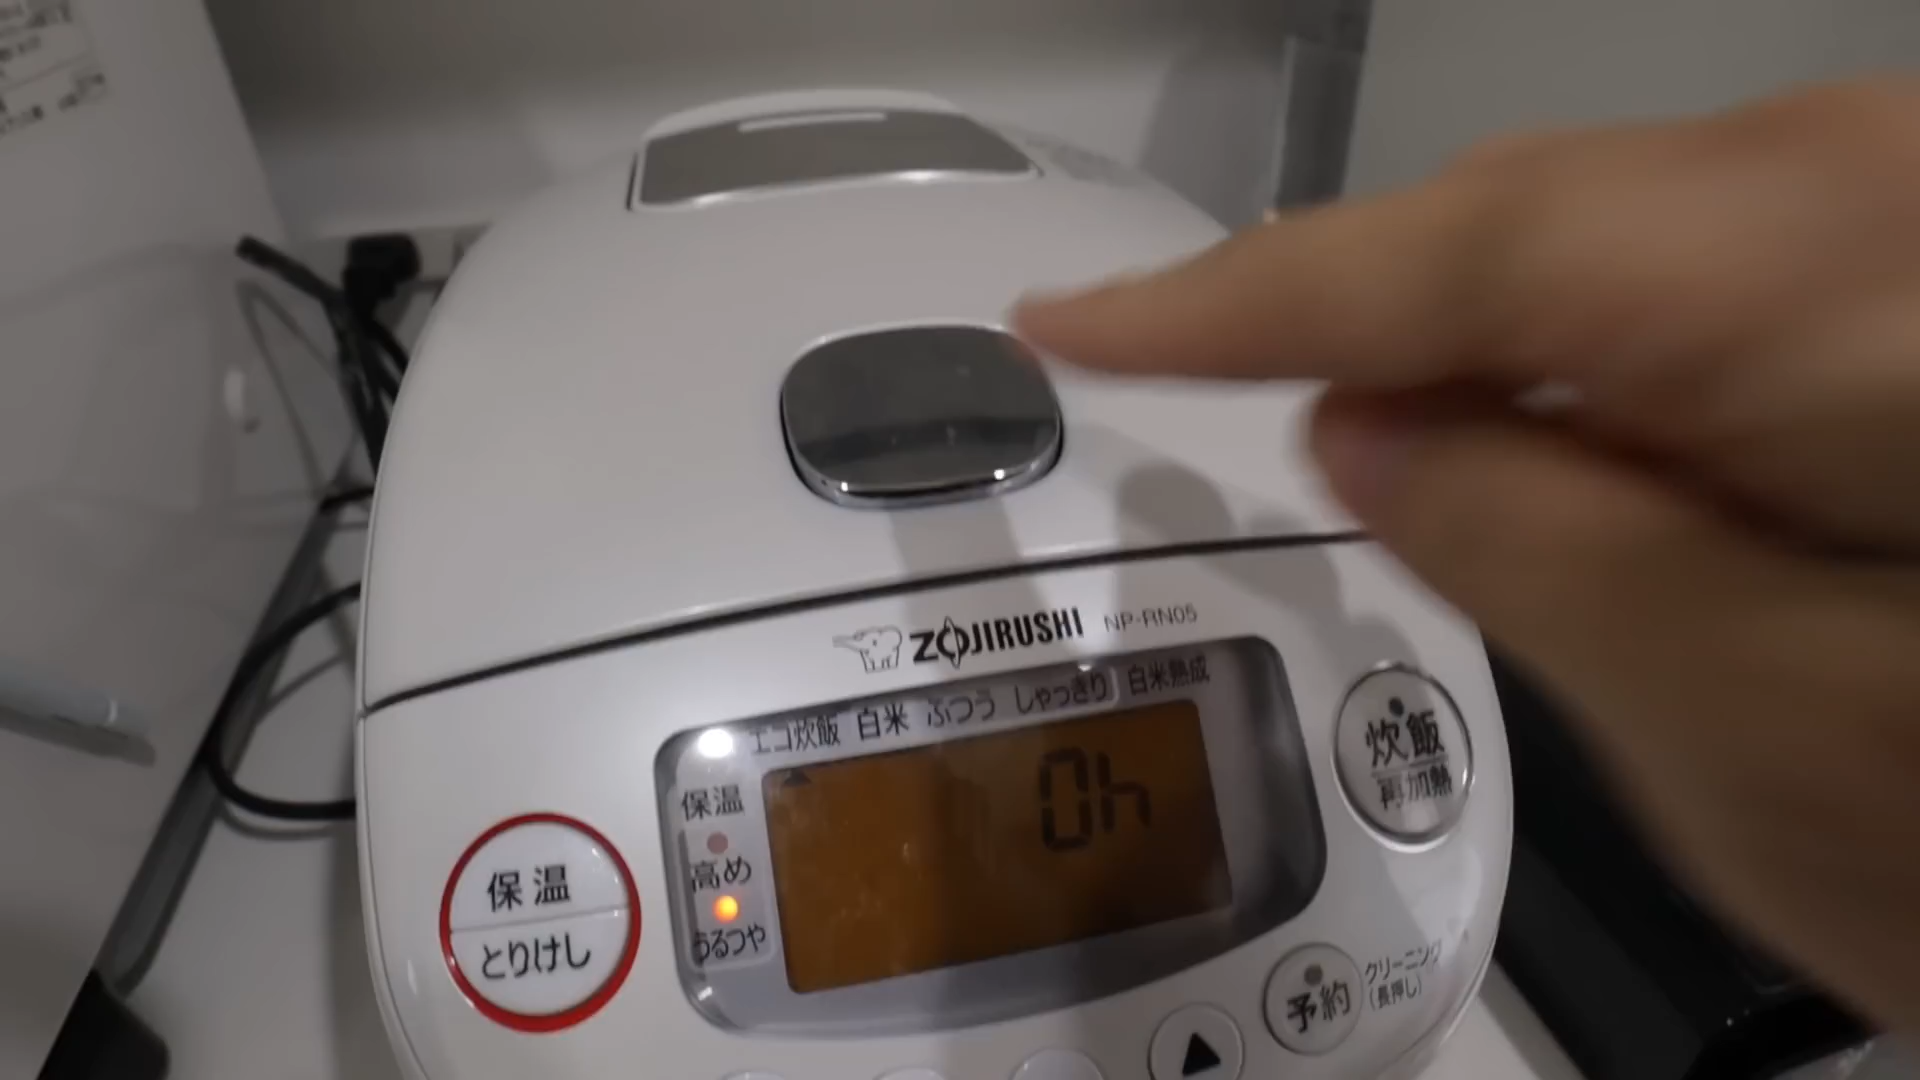 ZOJIRUSHI NP-RN05
エコ炊飯 白米 ふつう しゃっきり 白米熟成
0h
保温
高め
うるつや
保温
とりけし
炊飯
再加熱
予約
クリーニング
(長押し)